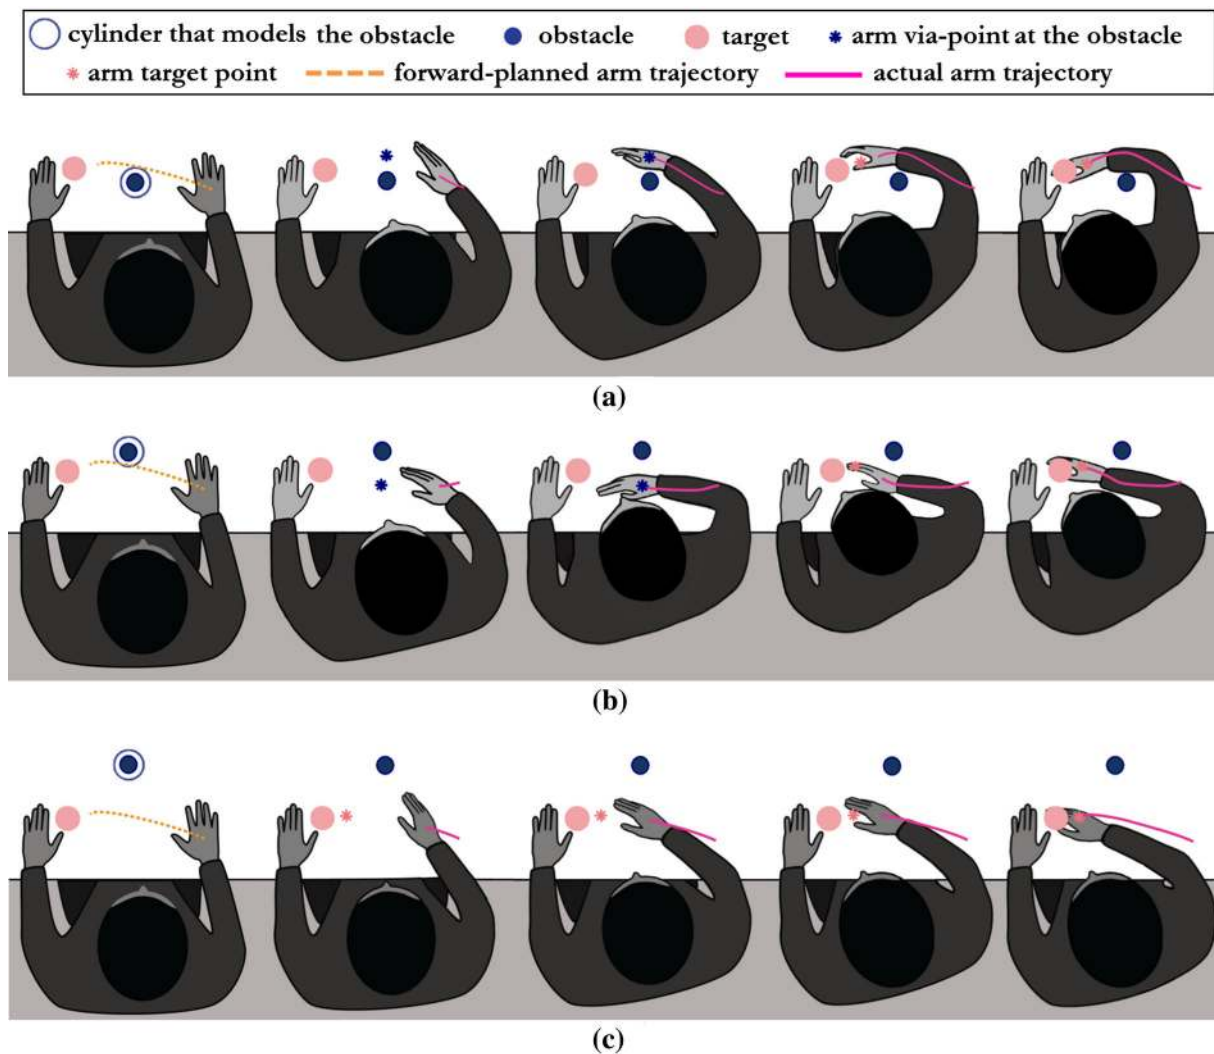 cylinder that models the obstacle obstacle target arm via-point at the obstacle
arm target point forward-planned arm trajectory actual arm trajectory
(a)
(b)
(c)